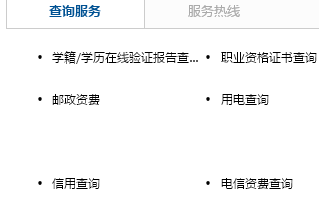 查询服务 服务热线
• 学籍/学历在线验证报告查... • 职业资格证书查询
• 邮政资费 • 用电查询
• 信用查询 • 电信资费查询